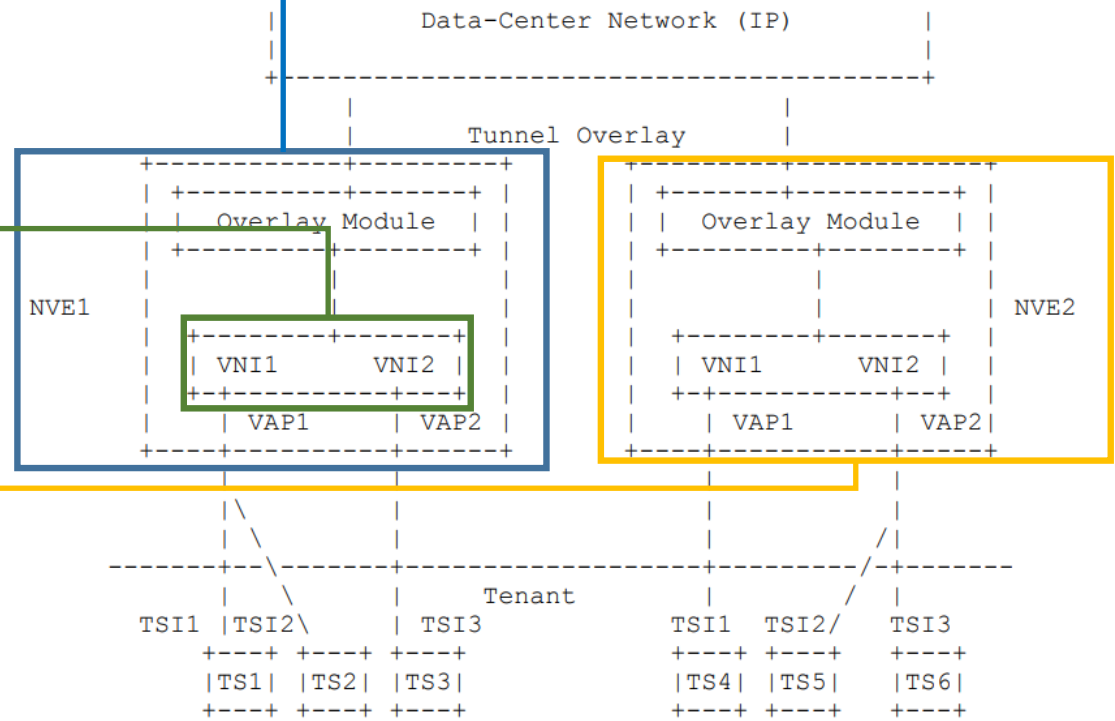 Data-Center Network (IP)
Tunnel Overlay
Overlay Module Overlay Module
NVE1 NVE2
VNI1 VNI2 VNI1 VNI2
VAP1 VAP2 VAP1 VAP2
Tenant
TSI1 TSI2 TSI3 TSI1 TSI2 TSI3
TS1 TS2 TS3 TS4 TS5 TS6